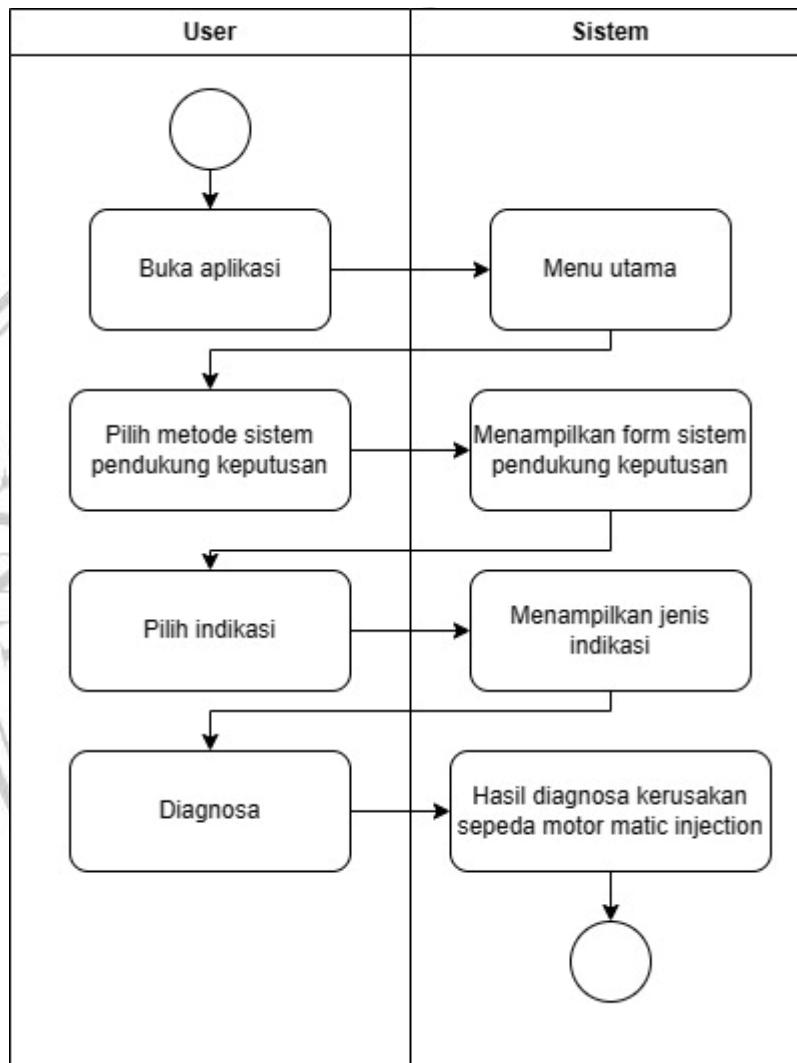 User
Sistem
Buka aplikasi
Menu utama
Pilih metode sistem
pendukung keputusan
Menampilkan form sistem
pendukung keputusan
Pilih indikasi
Menampilkan jenis
indikasi
Diagnosa
Hasil diagnosa kerusakan
sepeda motor matic injection